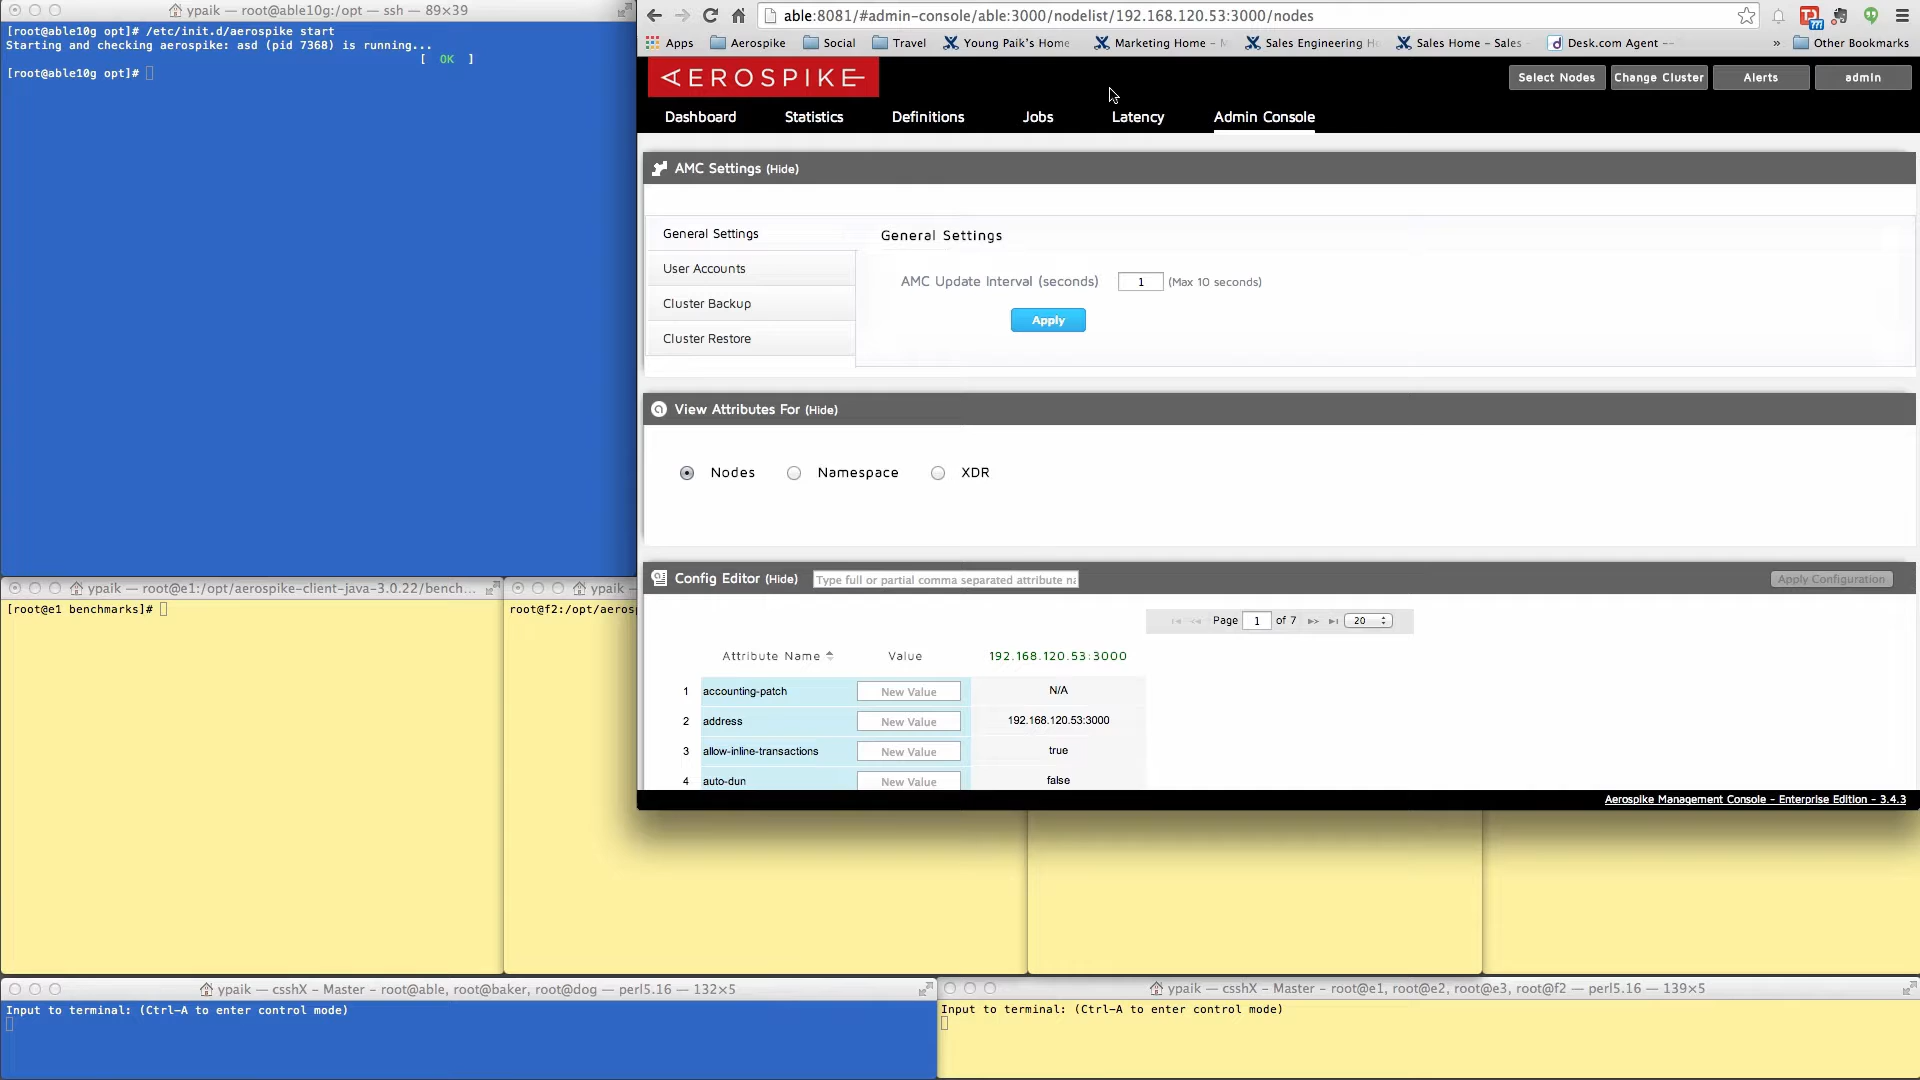 ypaik — root@able10g:/opt — ssh — 89×39
[root@able10g opt]# /etc/init.d/aerospike start
Starting and checking aerospike: asd (pid 7368) is running...
[  OK  ]
[root@able10g opt]#
able:8081/#admin-console/able:3000/nodelist/192.168.120.53:3000/nodes
Apps Aerospike Social Travel Young Paik's Home Marketing Home – Sales Engineering Sales Home – Sales Desk.com Agent –– » Other Bookmarks
AEROSPIKE
Select Nodes Change Cluster Alerts admin
Dashboard Statistics Definitions Jobs Latency Admin Console
AMC Settings (Hide)
General Settings
User Accounts
Cluster Backup
Cluster Restore
General Settings
AMC Update Interval (seconds) 1 (Max 10 seconds)
Apply
View Attributes For (Hide)
Nodes Namespace XDR
Config Editor (Hide) Type full or partial comma separated attribute na Apply Configuration
Page 1 of 7 20
Attribute Name Value 192.168.120.53:3000
1 accounting-patch New Value N/A
2 address New Value 192.168.120.53:3000
3 allow-inline-transactions New Value true
4 auto-dun New Value false
Aerospike Management Console - Enterprise Edition - 3.4.3
ypaik — root@e1:/opt/aerospike-client-java-3.0.22/bench...
[root@e1 benchmarks]#
ypaik —
root@f2:/opt/aeros
ypaik — csshX – Master – root@able, root@baker, root@dog — perl5.16 — 132×5
Input to terminal: (Ctrl-A to enter control mode)
ypaik — csshX – Master – root@e1, root@e2, root@e3, root@f2 — perl5.16 — 139×5
Input to terminal: (Ctrl-A to enter control mode)